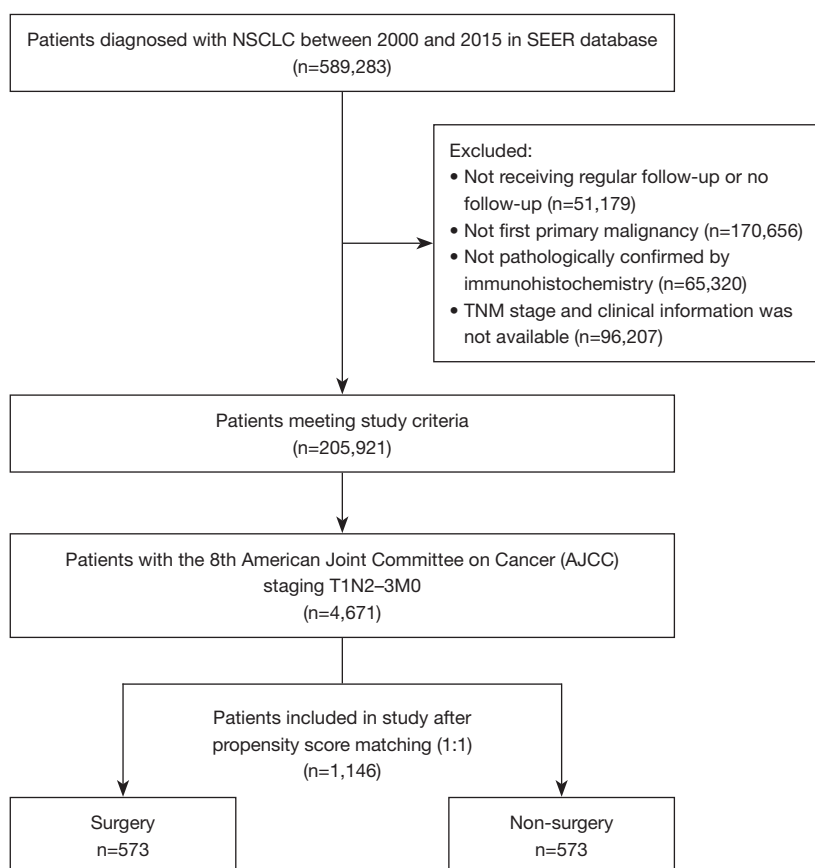 Patients diagnosed with NSCLC between 2000 and 2015 in SEER database
(n=589,283)
Excluded:
• Not receiving regular follow-up or no
follow-up (n=51,179)
• Not first primary malignancy (n=170,656)
• Not pathologically confirmed by
immunohistochemistry (n=65,320)
• TNM stage and clinical information was
not available (n=96,207)
Patients meeting study criteria
(n=205,921)
Patients with the 8th American Joint Committee on Cancer (AJCC)
staging T1N2–3M0
(n=4,671)
Patients included in study after
propensity score matching (1:1)
(n=1,146)
Surgery
n=573
Non-surgery
n=573